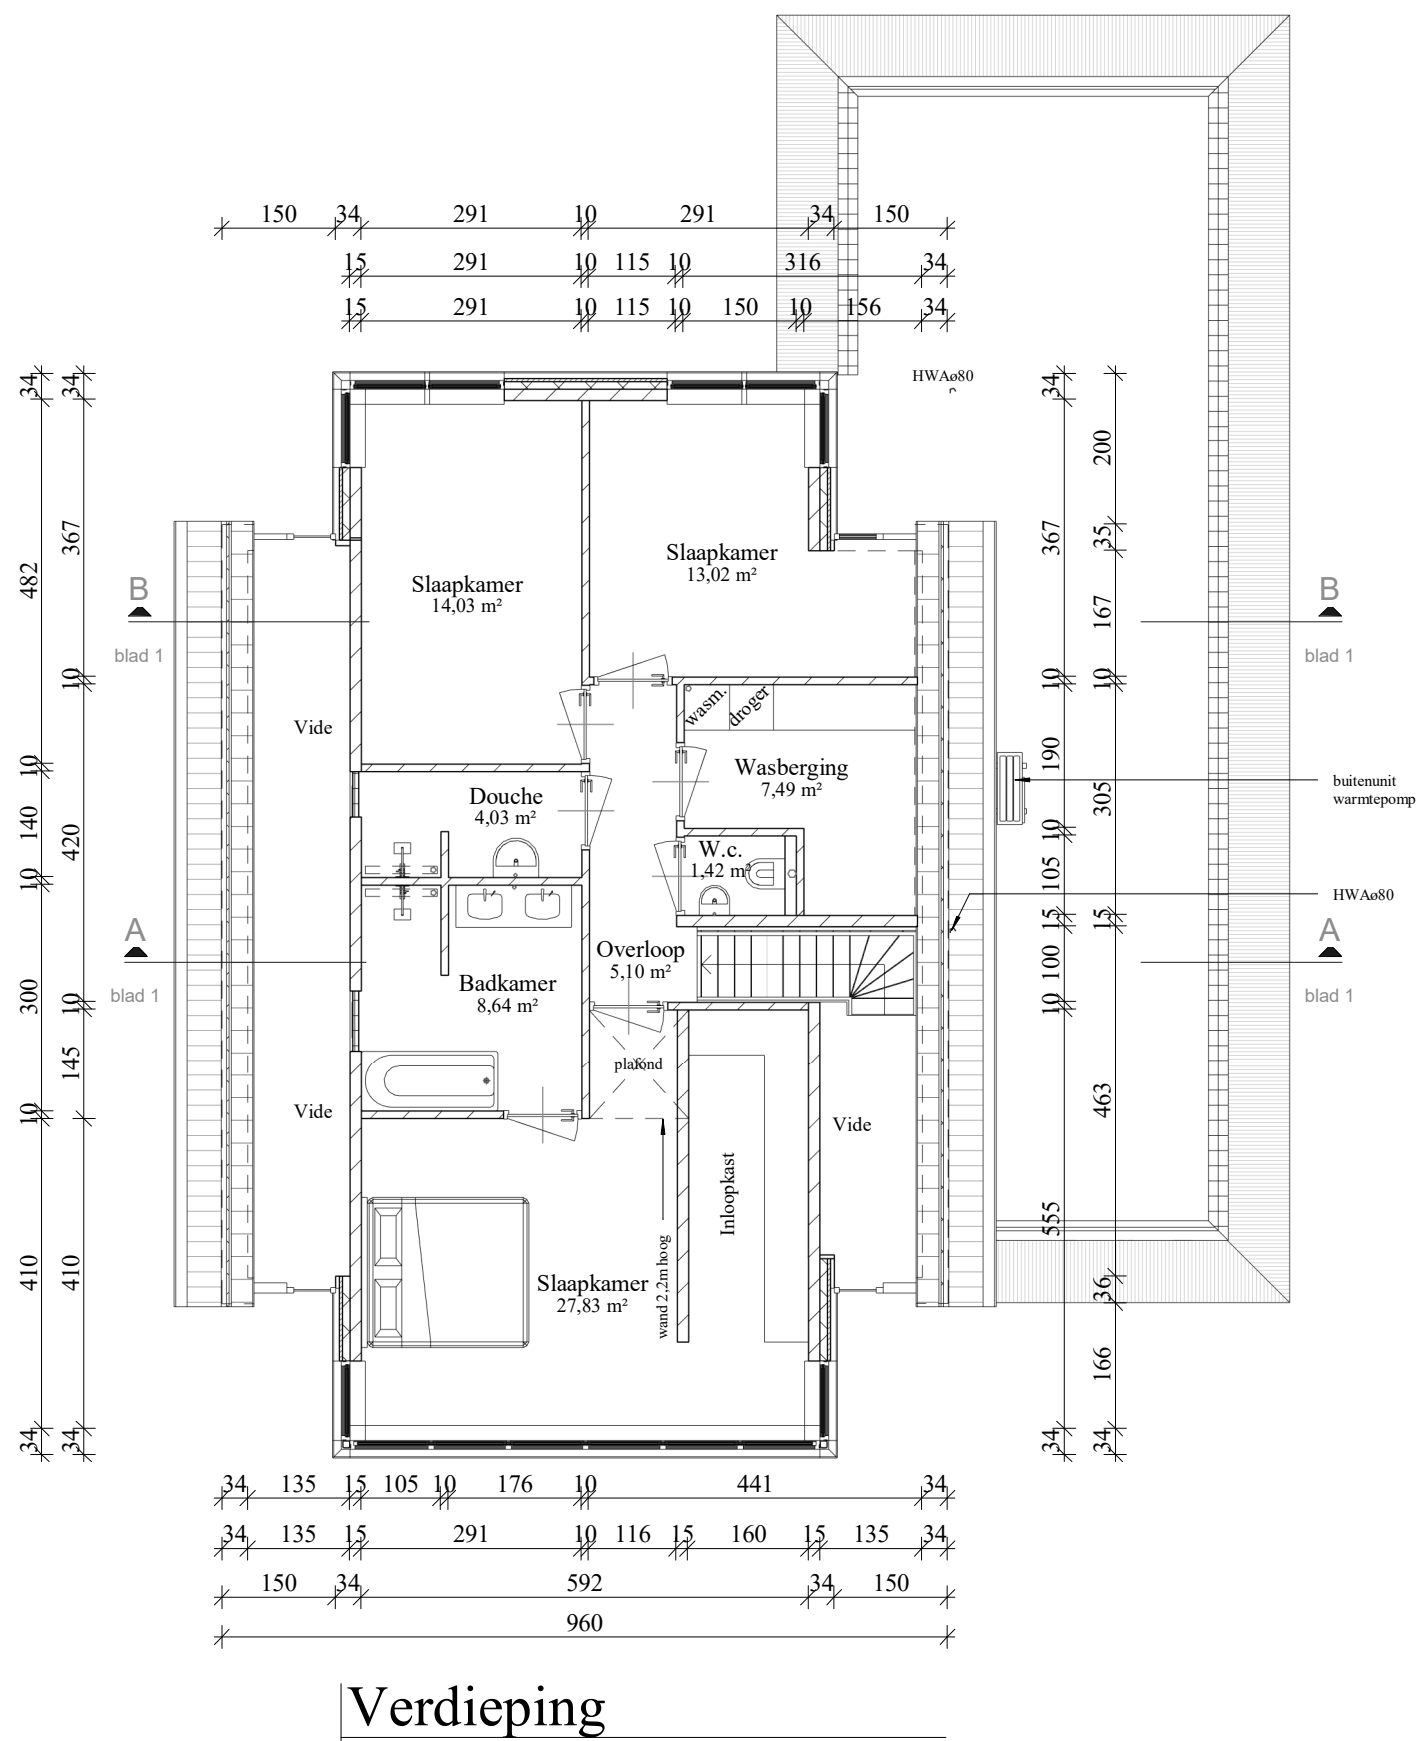 150 34 291 10 291 34 150
15 291 10 115 10 316 34
15 291 10 115 10 150 10 156 34
HWAø80
34 482 10 140 10 300 10 410 34
34 367 10 420 10 145 410 34
34 367 10 190 10 105 15 100 10 555 34
200 35 167 10 305 15 463 36 166 34
Slaapkamer
14,03 m²
Slaapkamer
13,02 m²
B
blad 1
B
blad 1
Vide
wasm.
droger
Wasberging
7,49 m²
buitenunit
warmtepomp
Douche
4,03 m²
W.c.
1,42 m²
HWAø80
A
blad 1
A
blad 1
Overloop
5,10 m²
Badkamer
8,64 m²
plafond
Vide
Vide
Inloopkast
wand 2,2m hoog
Slaapkamer
27,83 m²
34 135 15 105 10 176 10 441 34
34 135 15 291 10 116 15 160 15 135 34
150 34 592 34 150
960
Verdieping